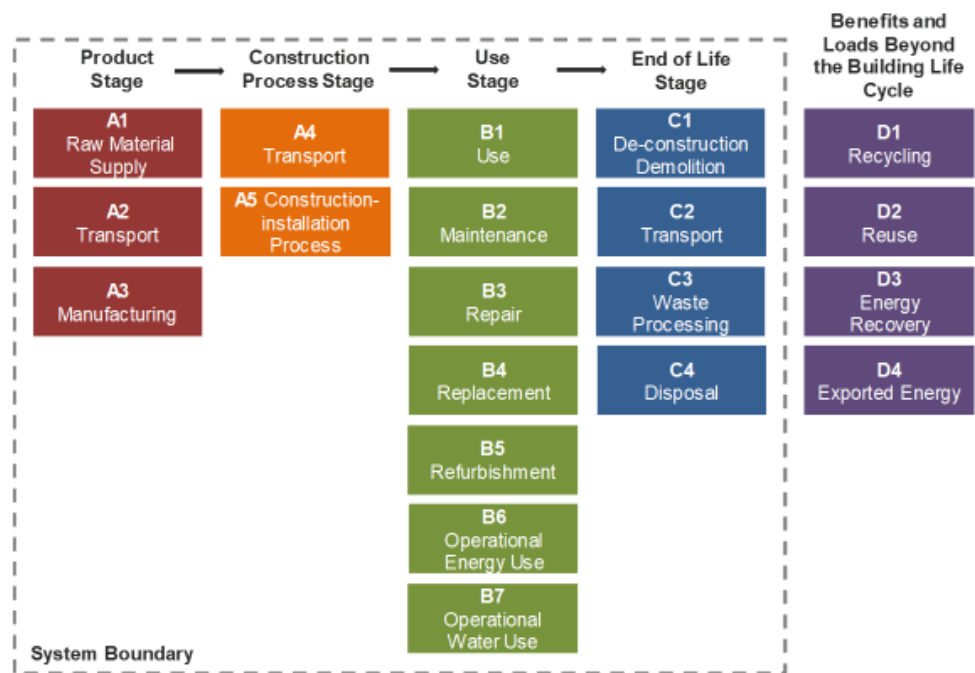 Product
Stage
Construction
Process Stage
Use
Stage
End of Life
Stage
Benefits and
Loads Beyond
the Building Life
Cycle
A1
Raw Material
Supply
A2
Transport
A3
Manufacturing
A4
Transport
A5 Construction-
installation
Process
B1
Use
B2
Maintenance
B3
Repair
B4
Replacement
B5
Refurbishment
B6
Operational
Energy Use
B7
Operational
Water Use
C1
De-construction
Demolition
C2
Transport
C3
Waste
Processing
C4
Disposal
D1
Recycling
D2
Reuse
D3
Energy
Recovery
D4
Exported Energy
System Boundary